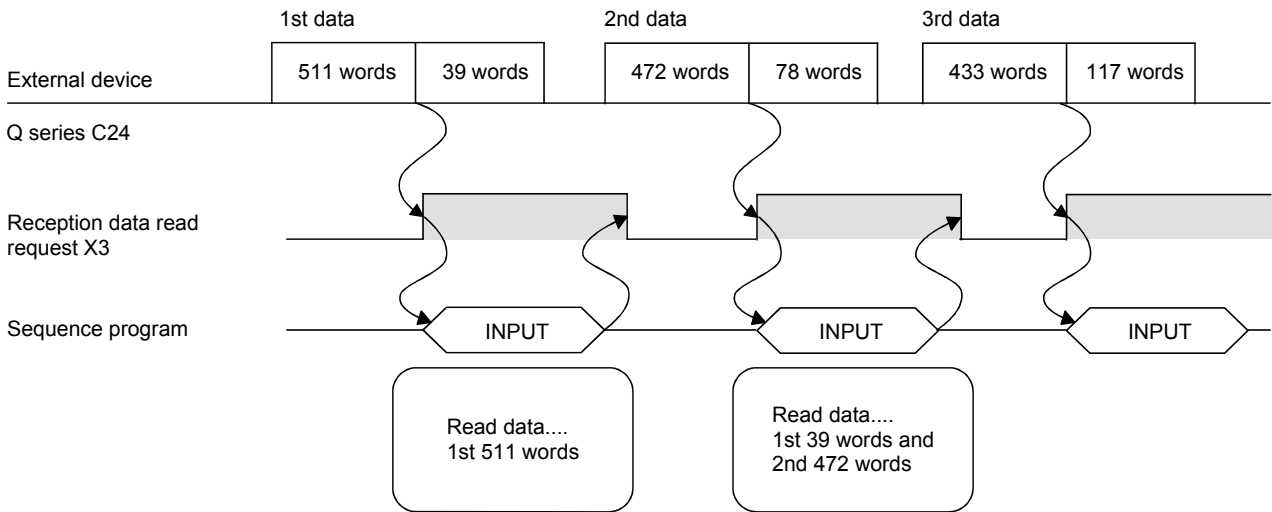 1st data
2nd data
3rd data
511 words
39 words
472 words
78 words
433 words
117 words
External device
Q series C24
Reception data read
request X3
Sequence program
INPUT
INPUT
INPUT
Read data....
1st 511 words
Read data....
1st 39 words and
2nd 472 words